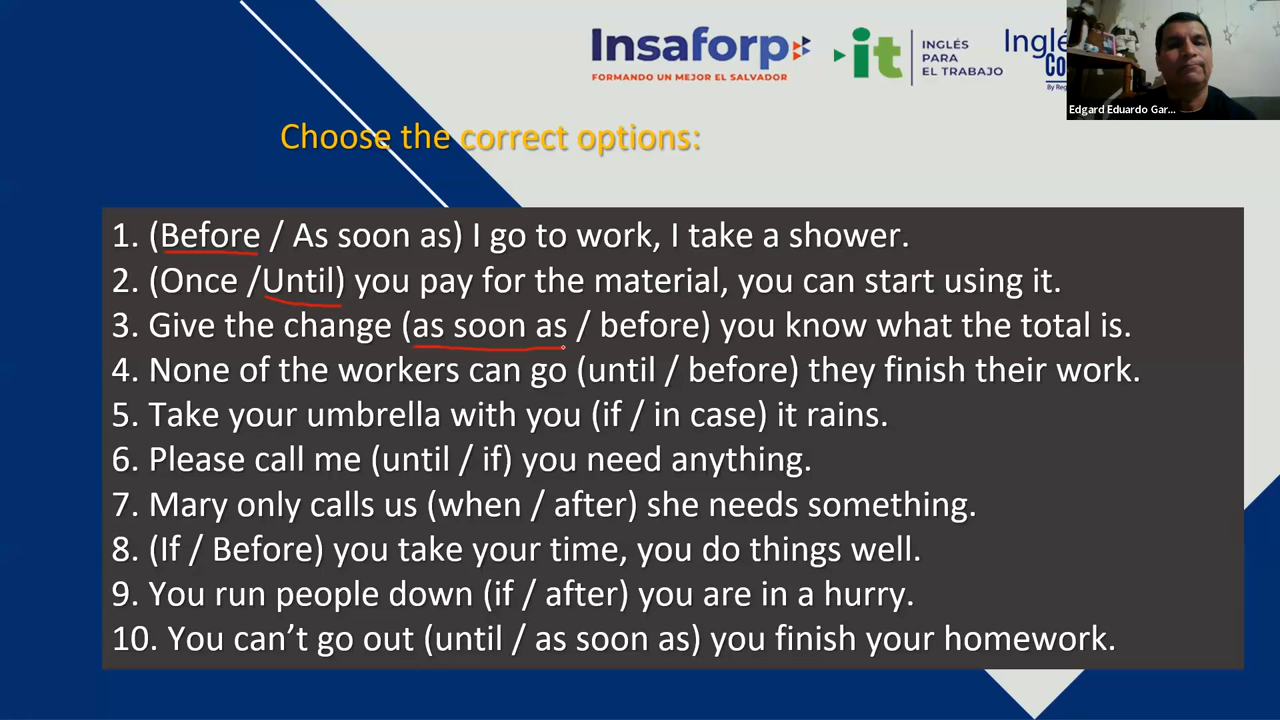 Insaforp
FORMANDO UN MEJOR EL SALVADOR
it
INGLÉS
PARA
EL TRABAJO
Edgard Eduardo Gar...
Choose the correct options:
1. (Before / As soon as) I go to work, I take a shower.
2. (Once /Until) you pay for the material, you can start using it.
3. Give the change (as soon as / before) you know what the total is.
4. None of the workers can go (until / before) they finish their work.
5. Take your umbrella with you (if / in case) it rains.
6. Please call me (until / if) you need anything.
7. Mary only calls us (when / after) she needs something.
8. (If / Before) you take your time, you do things well.
9. You run people down (if / after) you are in a hurry.
10. You can’t go out (until / as soon as) you finish your homework.